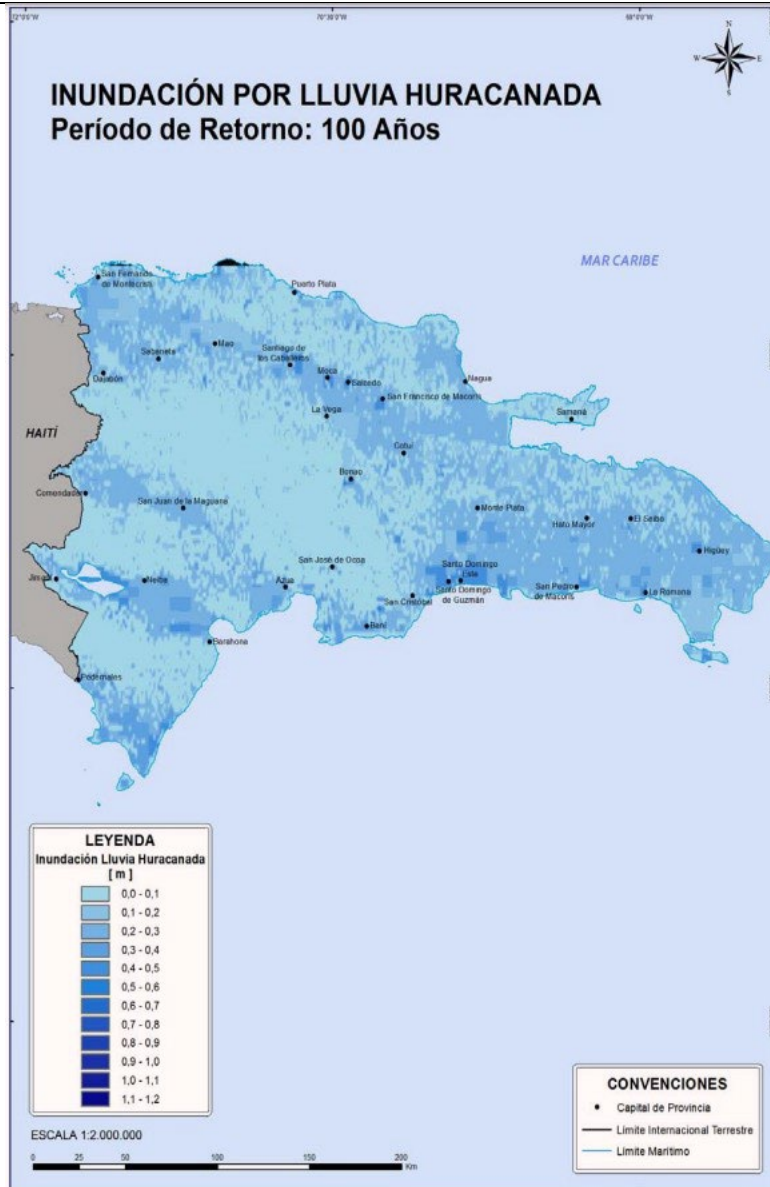 72°0'0"W
70°30'0"W
INUNDACIÓN POR LLUVIA HURACANADA
Período de Retorno: 100 Años
N
W
E
S
MAR CARIBE
San Fernando
de Montecristi
Puerto Plata
Mao
Sabaneta
Santiago de
los Caballeros
Dajabón
Moca
Salcedo
Nagua
San Francisco de Macorís
La Vega
Samaná
HAITÍ
Cotuí
Bonao
Comendador
San Juan de la Maguana
Monte Plata
Hato Mayor
El Seibo
Higüey
San José de Ocoa
Santo Domingo
Este
Jimaní
Neiba
Azua
Santo Domingo
de Guzmán
San Pedro
de Macorís
La Romana
San Cristóbal
Baní
Barahona
Pedernales
LEYENDA
Inundación Lluvia Huracanada
[ m ]
0,0 - 0,1
0,1 - 0,2
0,2 - 0,3
0,3 - 0,4
0,4 - 0,5
0,5 - 0,6
0,6 - 0,7
0,7 - 0,8
0,8 - 0,9
0,9 - 1,0
1,0 - 1,1
1,1 - 1,2
CONVENCIONES
Capital de Provincia
Límite Internacional Terrestre
Límite Marítimo
ESCALA 1:2.000.000
0 25 50 100 150 200
Km